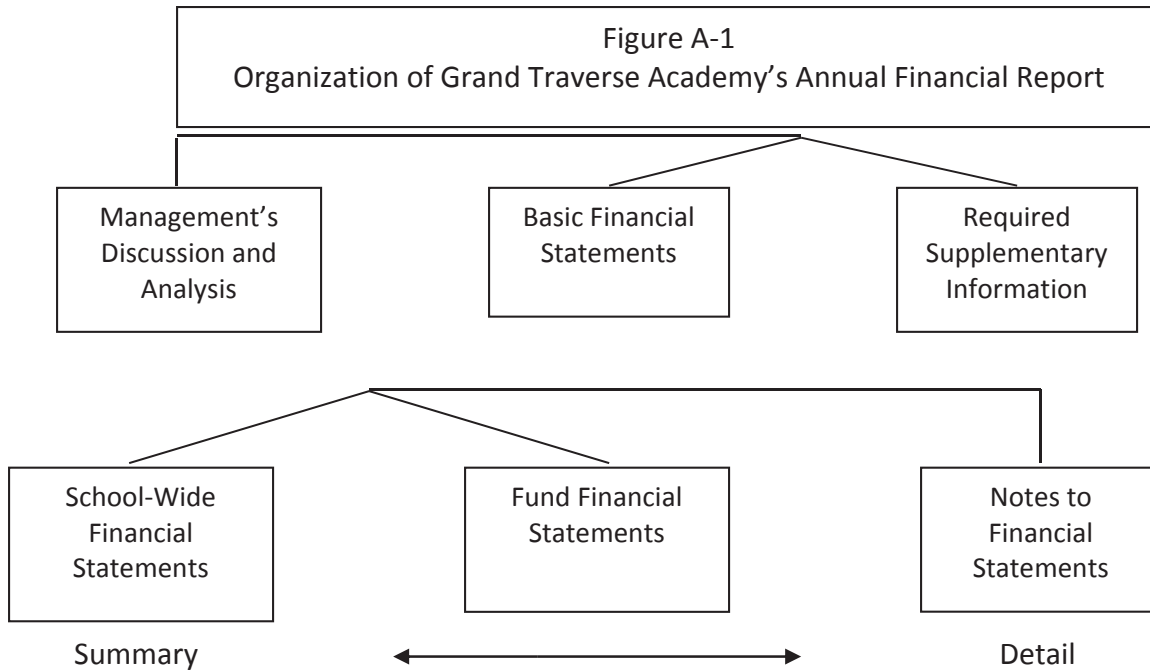 Figure A-1
Organization of Grand Traverse Academy’s Annual Financial Report
Management’s
Discussion and
Analysis
Basic Financial
Statements
Required
Supplementary
Information
School-Wide
Financial
Statements
Fund Financial
Statements
Notes to
Financial
Statements
Summary
Detail